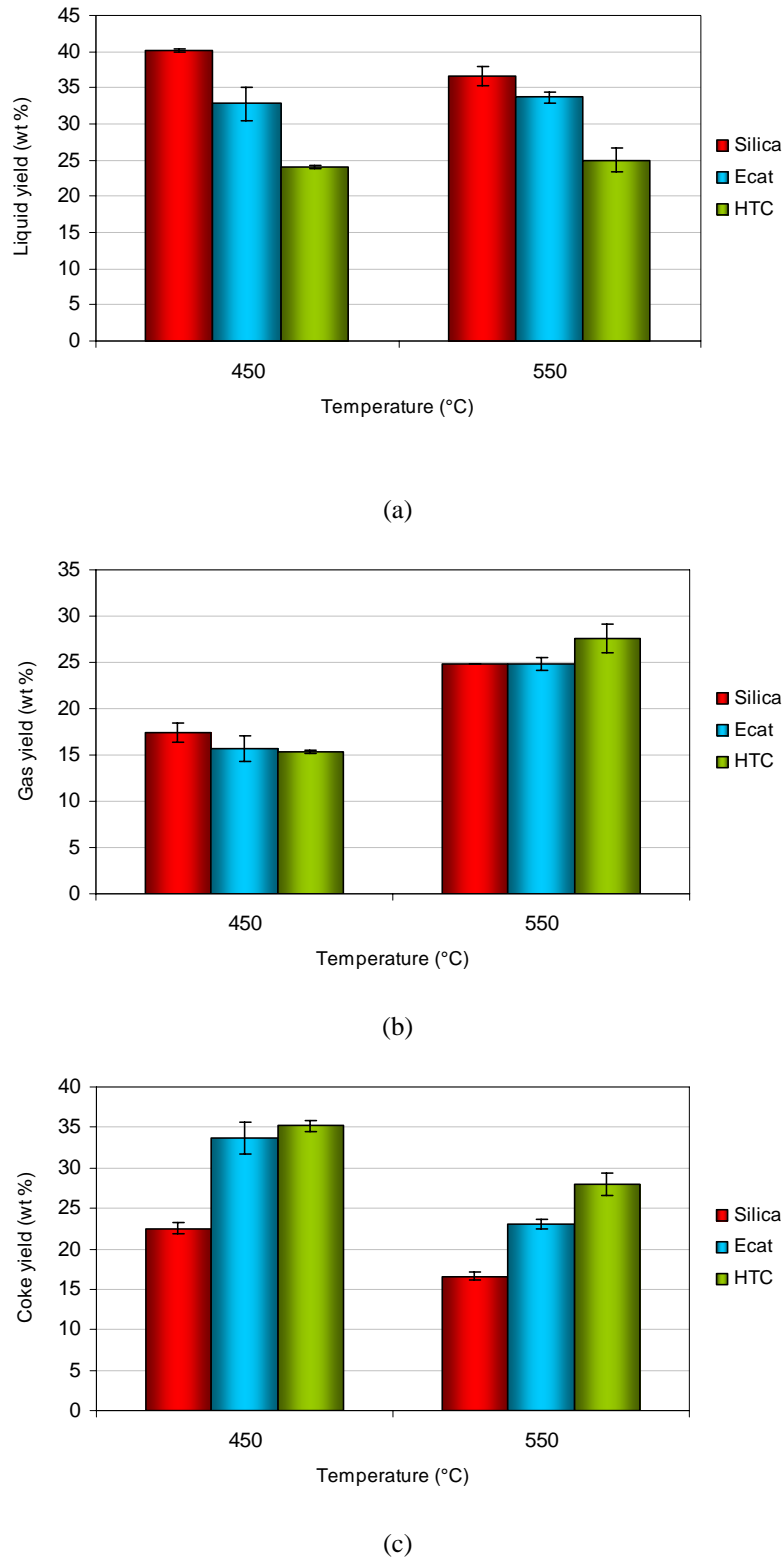 45
40
35
30
25
20
15
10
5
0
Liquid yield (wt %)
450
550
Temperature (°C)
Silica
Ecat
HTC
(a)
35
30
25
20
15
10
5
0
Gas yield (wt %)
450
550
Temperature (°C)
Silica
Ecat
HTC
(b)
40
35
30
25
20
15
10
5
0
Coke yield (wt %)
450
550
Temperature (°C)
Silica
Ecat
HTC
(c)